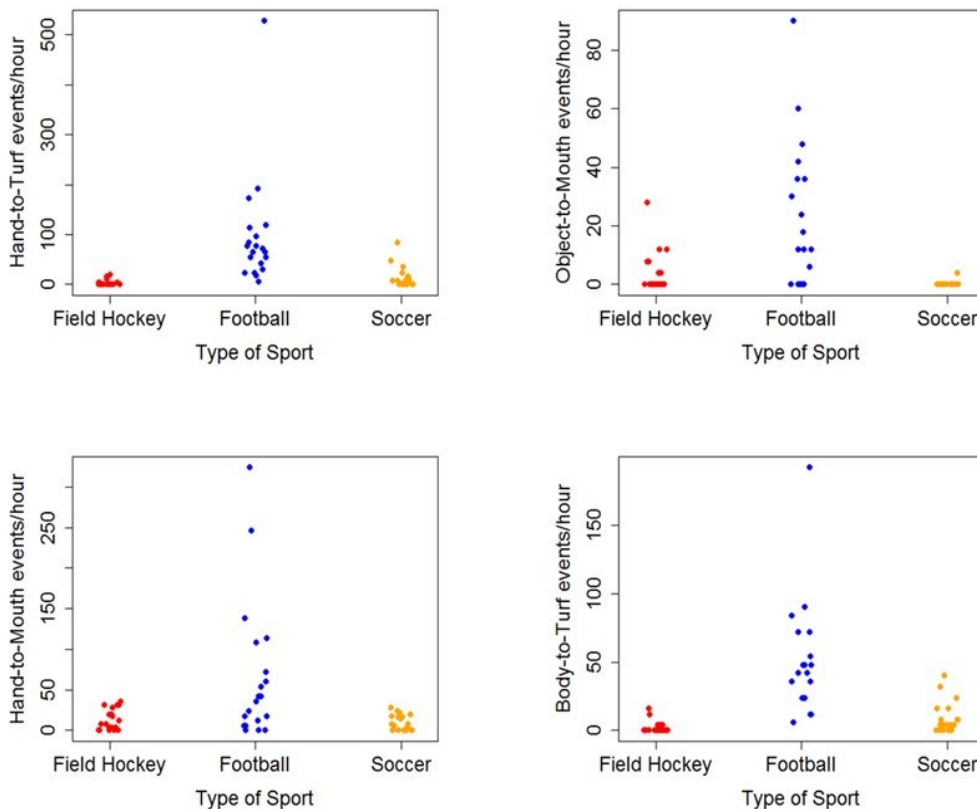 Hand-to-Turf events/hour
500
300
100
0
Field Hockey Football Soccer
Type of Sport
Object-to-Mouth events/hour
80
60
40
20
0
Field Hockey Football Soccer
Type of Sport
Hand-to-Mouth events/hour
250
150
50
0
Field Hockey Football Soccer
Type of Sport
Body-to-Turf events/hour
150
100
50
0
Field Hockey Football Soccer
Type of Sport